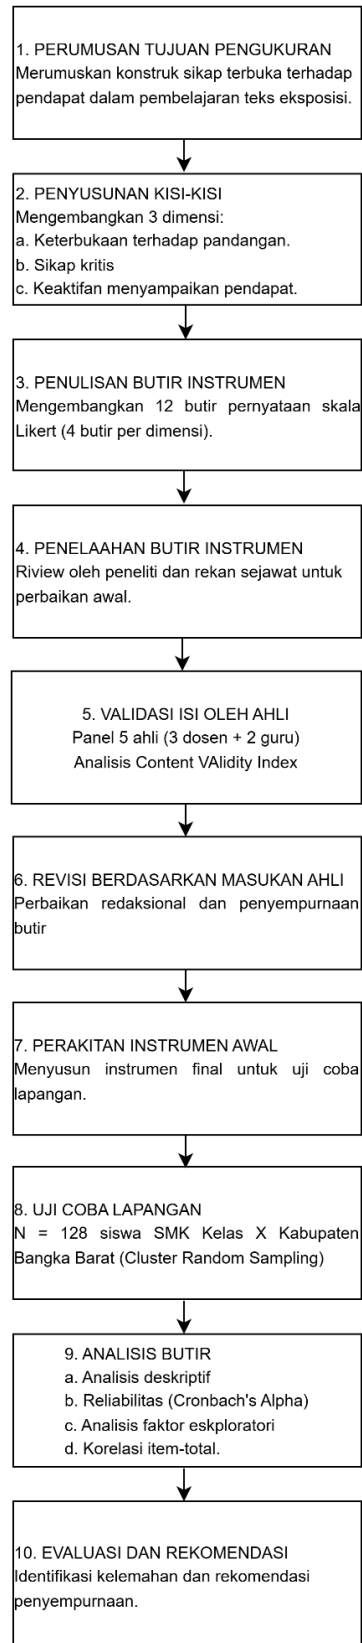 1. PERUMUSAN TUJUAN PENGUKURAN
Merumuskan konstruk sikap terbuka terhadap
pendapat dalam pembelajaran teks eksposisi.
2. PENYUSUNAN KISI-KISI
Mengembangkan 3 dimensi:
a. Keterbukaan terhadap pandangan.
b. Sikap kritis
c. Keaktifan menyampaikan pendapat.
3. PENULISAN BUTIR INSTRUMEN
Mengembangkan 12 butir pernyataan skala
Likert (4 butir per dimensi).
4. PENELAAHAN BUTIR INSTRUMEN
Riview oleh peneliti dan rekan sejawat untuk
perbaikan awal.
5. VALIDASI ISI OLEH AHLI
Panel 5 ahli (3 dosen + 2 guru)
Analisis Content VAlidity Index
6. REVISI BERDASARKAN MASUKAN AHLI
Perbaikan redaksional dan penyempurnaan
butir
7. PERAKITAN INSTRUMEN AWAL
Menyusun instrumen final untuk uji coba
lapangan.
8. UJI COBA LAPANGAN
N = 128 siswa SMK Kelas X Kabupaten
Bangka Barat (Cluster Random Sampling)
9. ANALISIS BUTIR
a. Analisis deskriptif
b. Reliabilitas (Cronbach's Alpha)
c. Analisis faktor eskploratori
d. Korelasi item-total.
10. EVALUASI DAN REKOMENDASI
Identifikasi kelemahan dan rekomendasi
penyempurnaan.